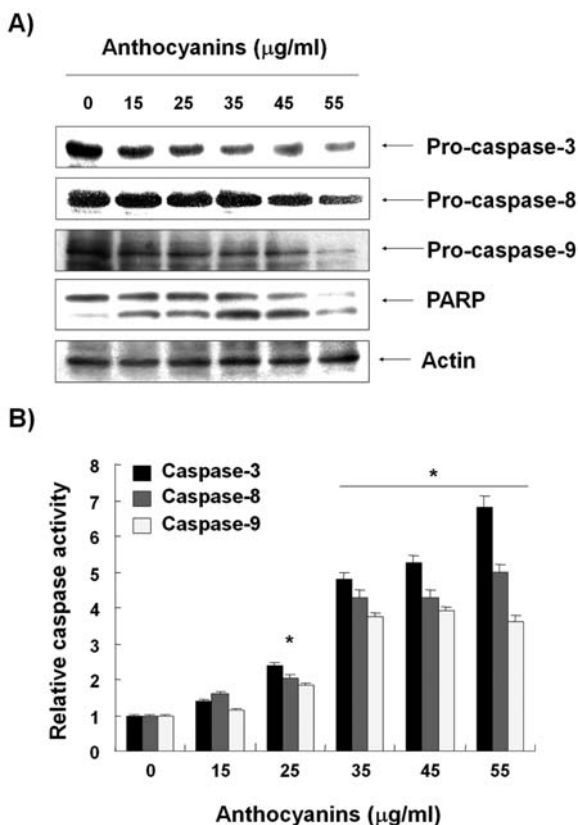 A)
Anthocyanins (μg/ml)
0 15 25 35 45 55
Pro-caspase-3
Pro-caspase-8
Pro-caspase-9
PARP
Actin
B)
Caspase-3
Caspase-8
Caspase-9
*
*
Relative caspase activity
8
7
6
5
4
3
2
1
0
0 15 25 35 45 55
Anthocyanins (μg/ml)